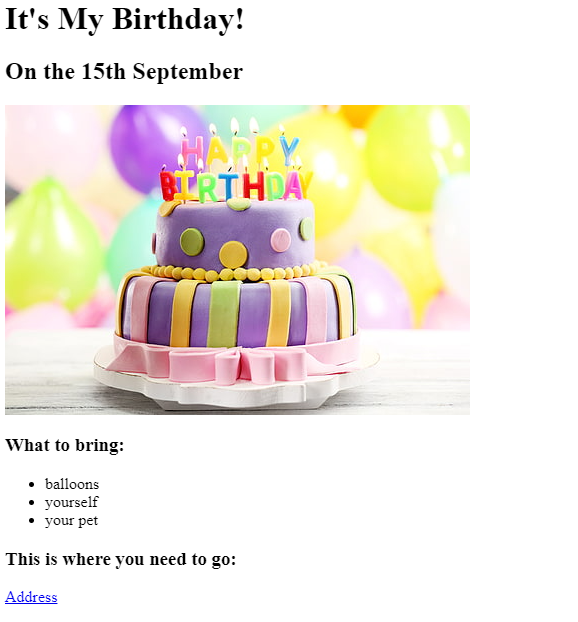 It's My Birthday!
On the 15th September
HAPPY
BIRTHDAY
What to bring:
balloons
yourself
your pet
This is where you need to go:
Address